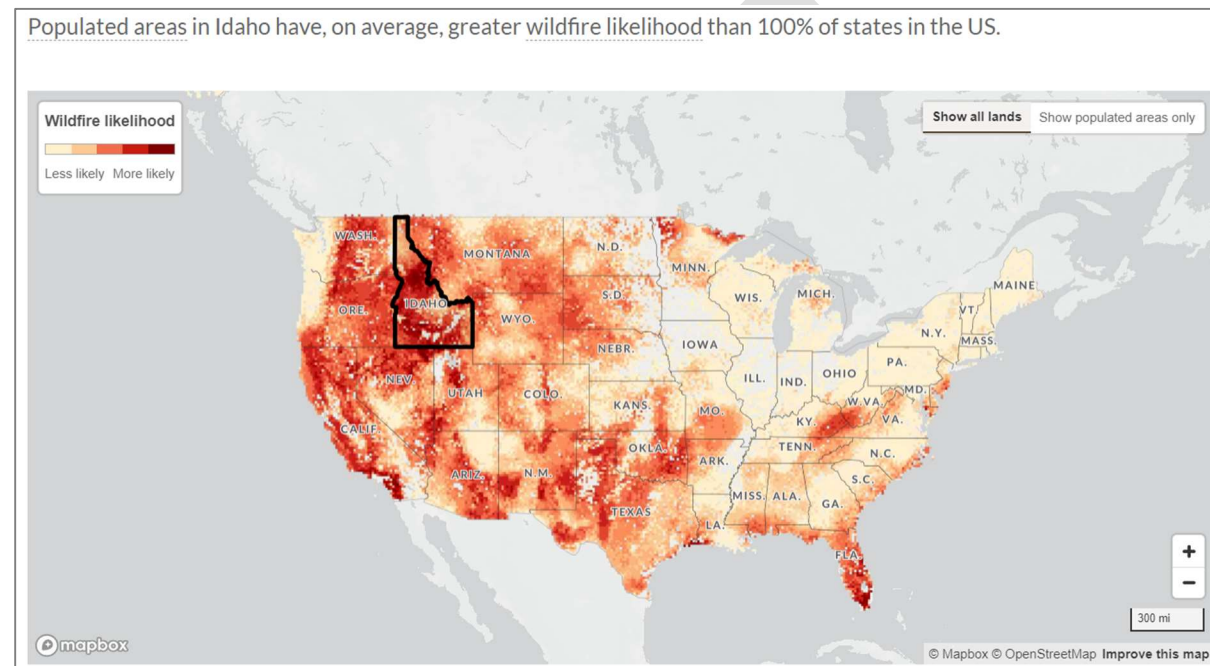 Populated areas in Idaho have, on average, greater wildfire likelihood than 100% of states in the US.
Wildfire likelihood
Less likely More likely
Show all lands Show populated areas only
WASH.
MONTANA
N.D.
MINN.
MAINE
ORE.
IDAHO
WYO.
S.D.
WIS.
MICH.
VT.
N.Y.
MASS.
NEBR.
IOWA
PA.
NEV.
UTAH
COLO.
KANS.
MO.
ILL.
IND.
OHIO
MD.
W.VA.
VA.
KY.
CALIF.
ARIZ.
N.M.
OKLA.
ARK.
TENN.
N.C.
S.C.
TEXAS
LA.
MISS.
ALA.
GA.
FLA.
+
−
300 mi
mapbox
© Mapbox © OpenStreetMap Improve this map